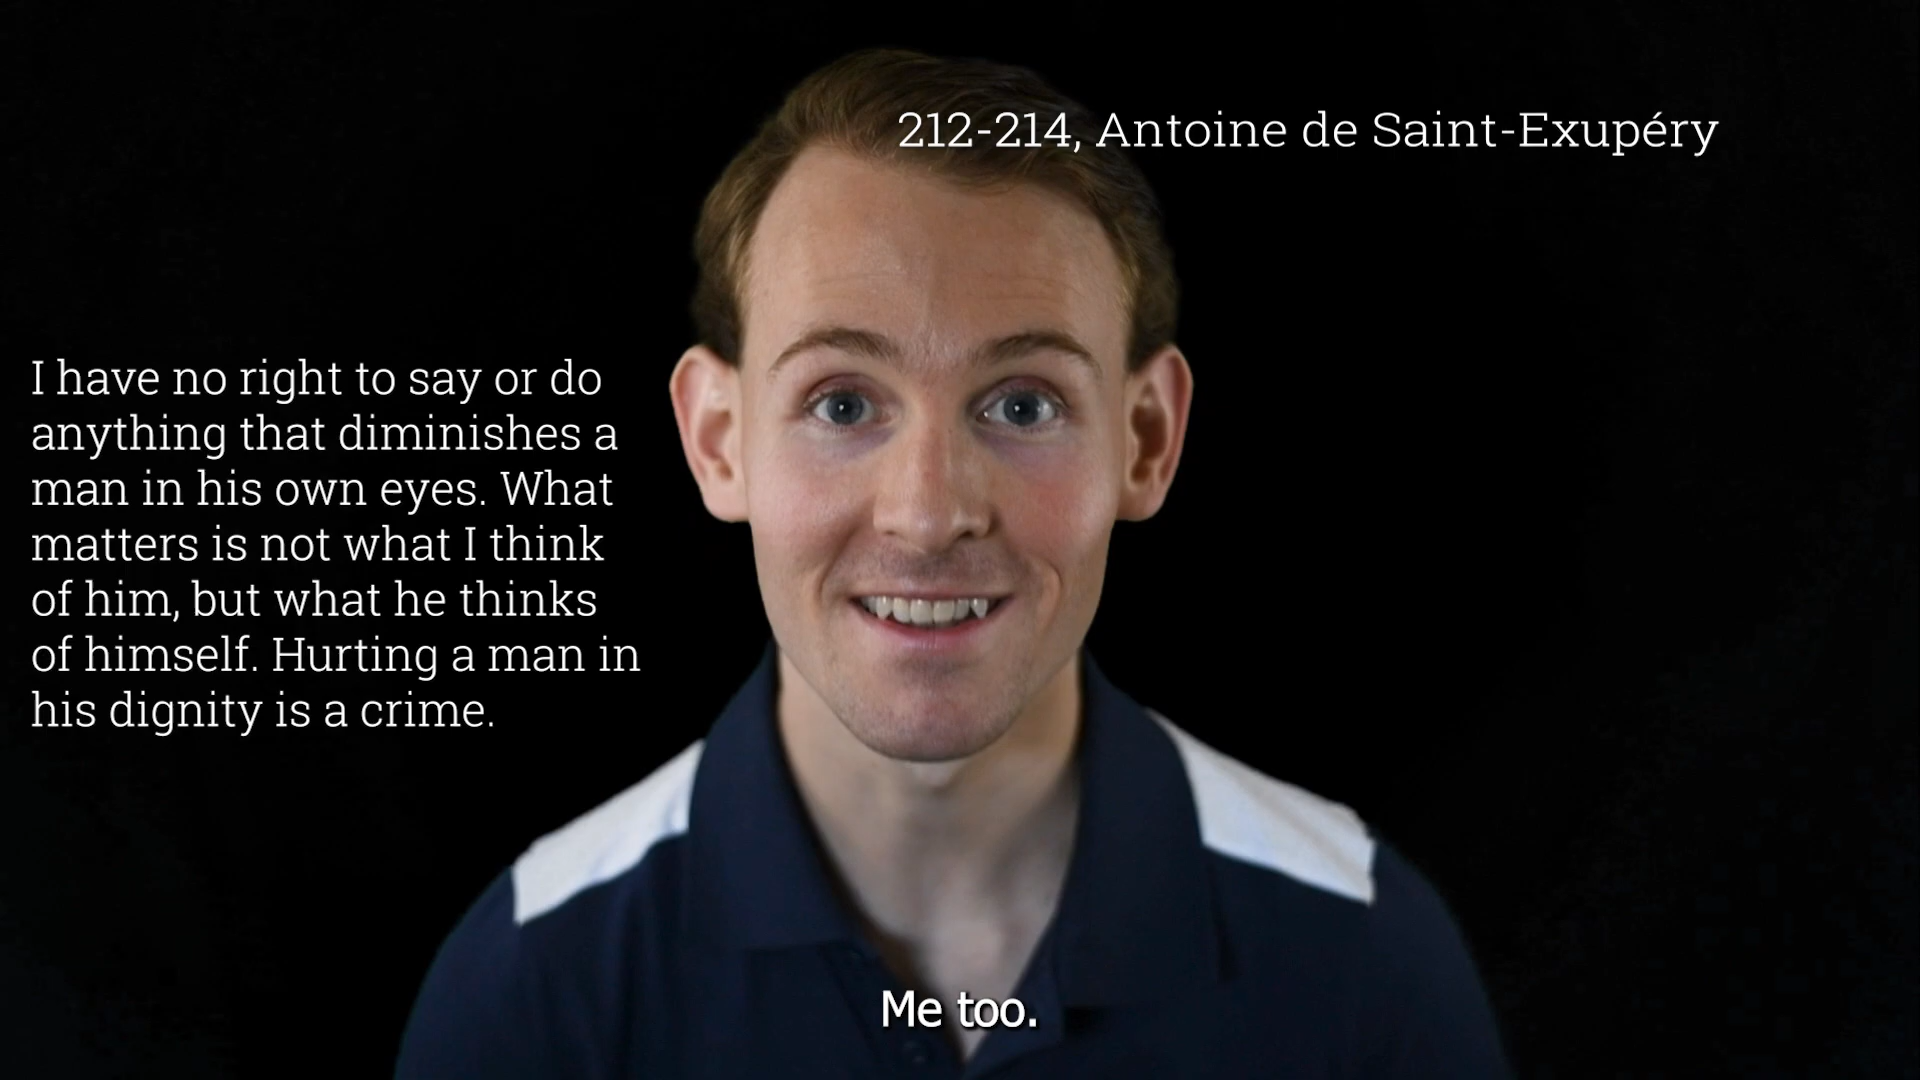 212-214, Antoine de Saint-Exupéry
I have no right to say or do
anything that diminishes a
man in his own eyes. What
matters is not what I think
of him, but what he thinks
of himself. Hurting a man in
his dignity is a crime.
Me too.